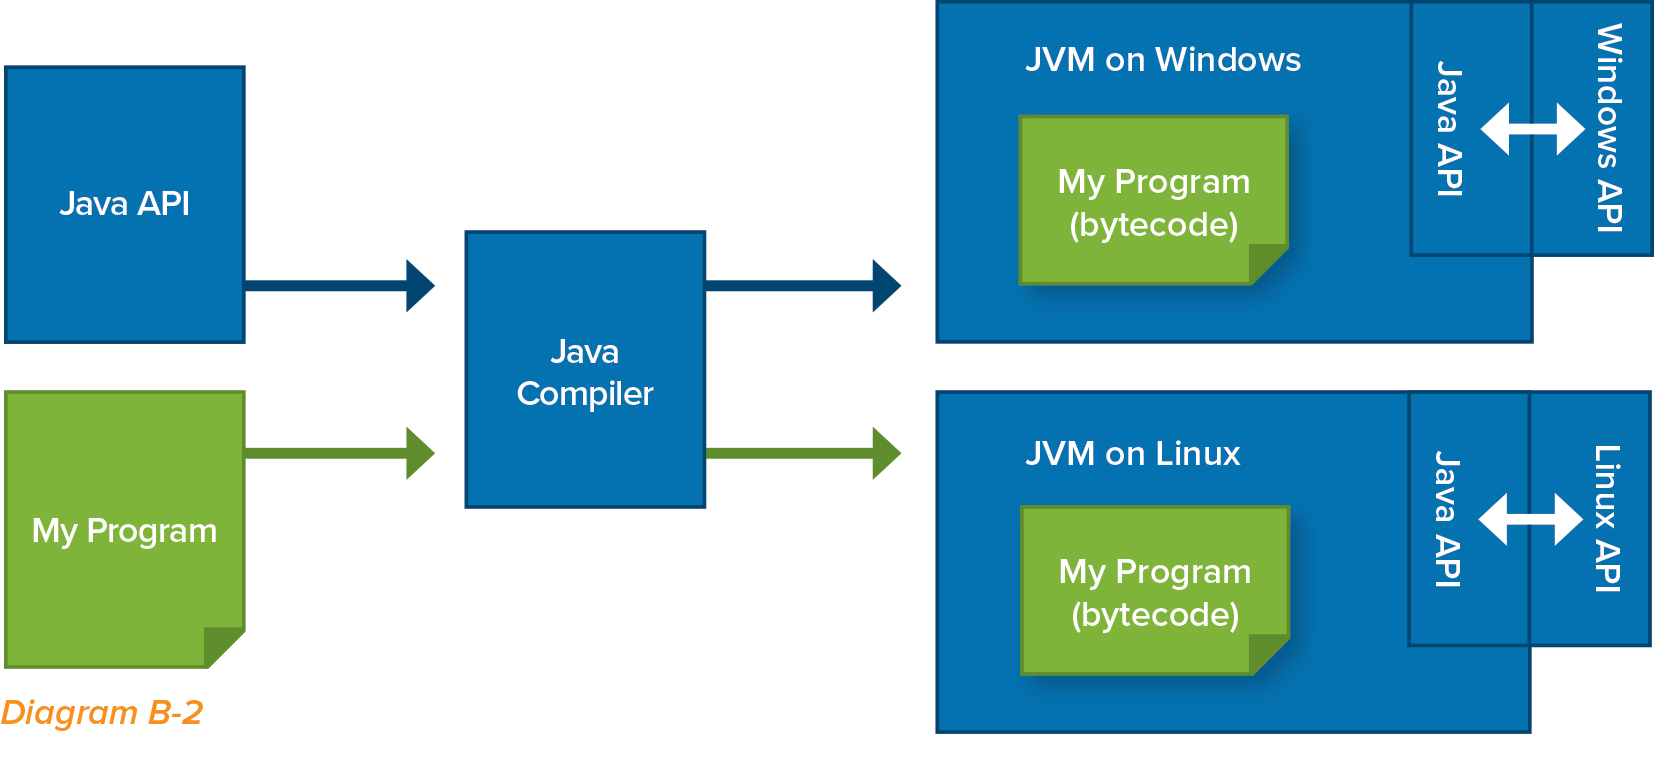 Java API
My Program
Diagram B-2
Java
Compiler
JVM on Windows
My Program
(bytecode)
Java API
Windows API
JVM on Linux
My Program
(bytecode)
Java API
Linux API